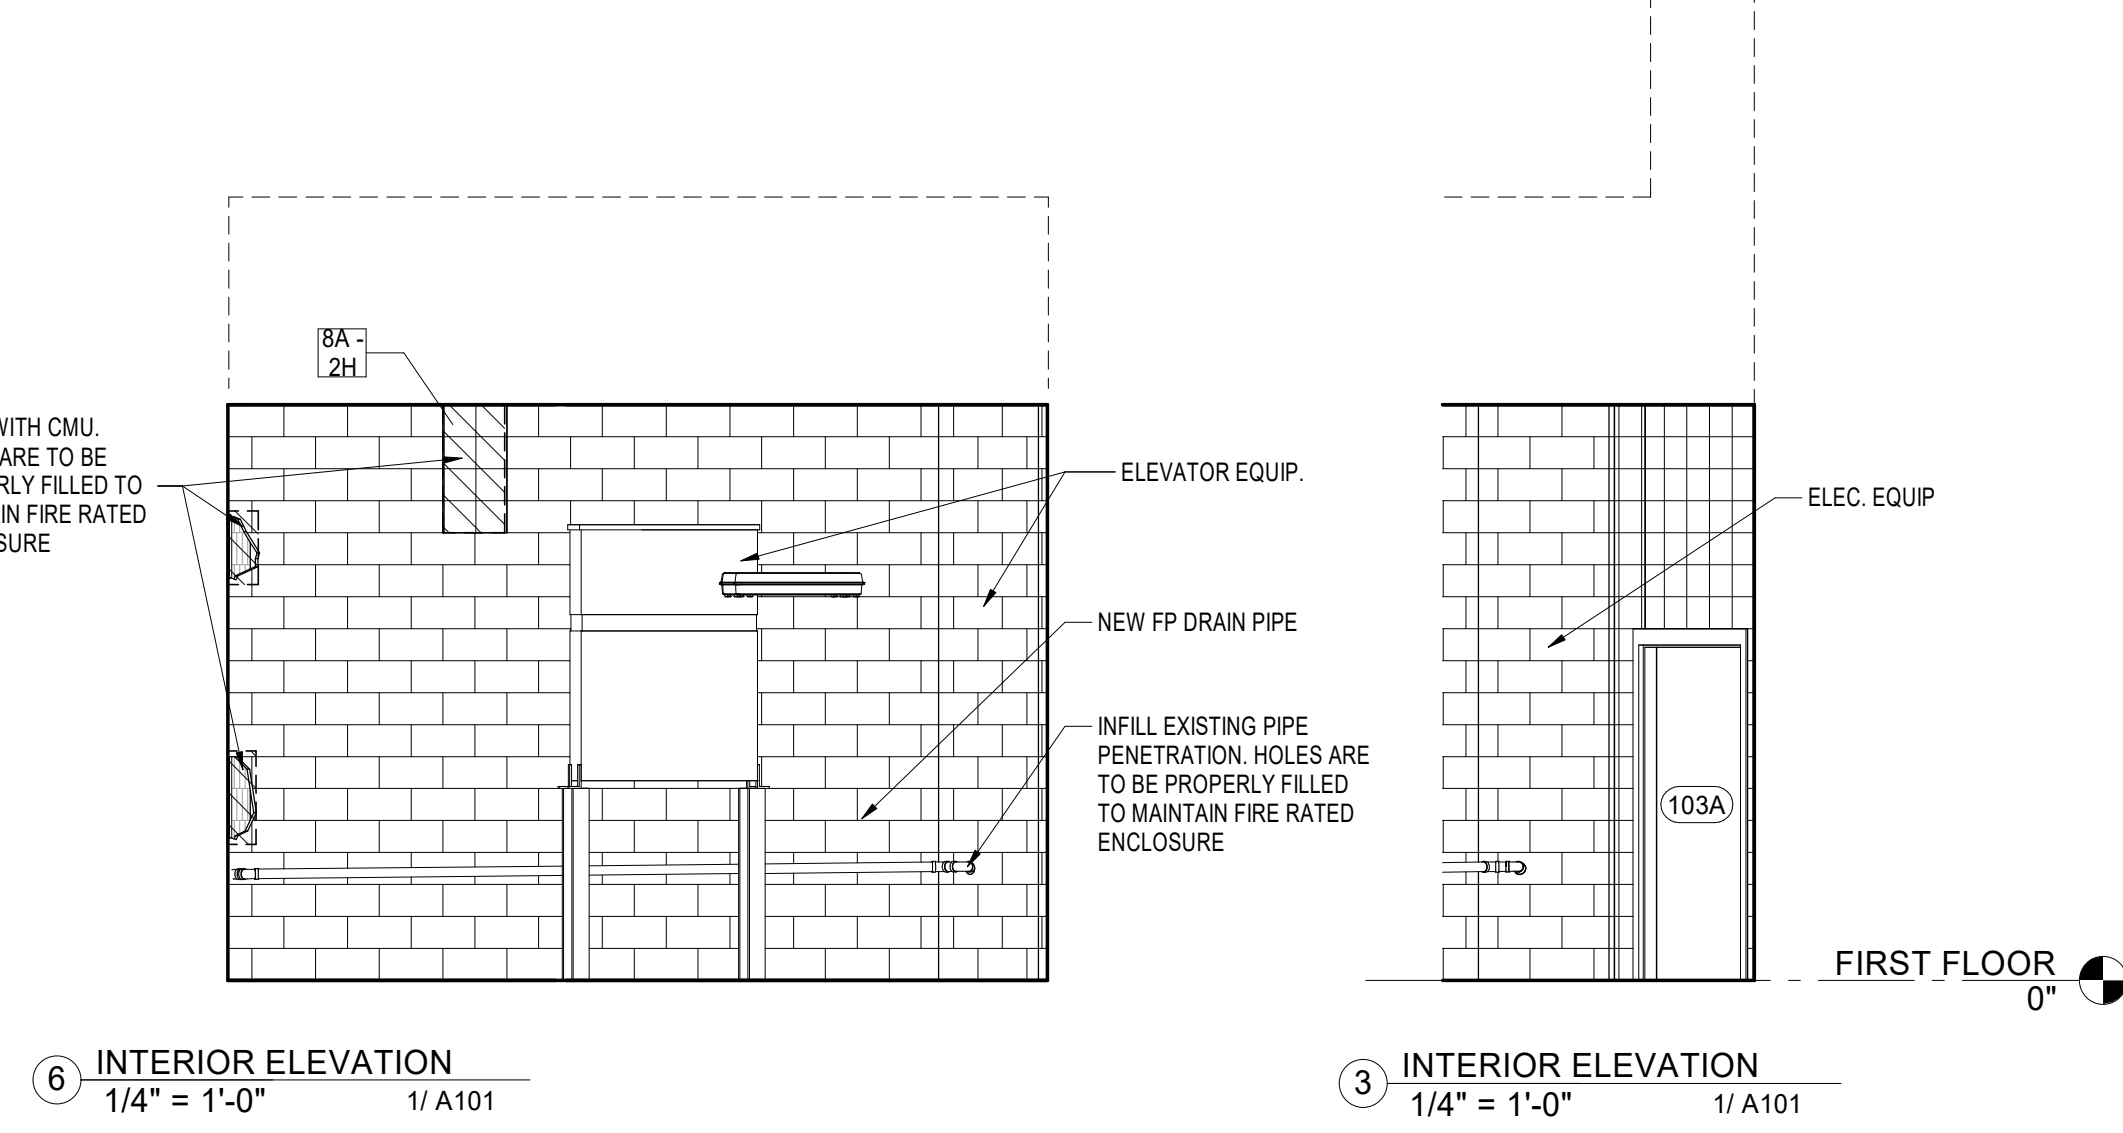 8A -
2H
WITH CMU.
ARE TO BE
RLY FILLED TO
IN FIRE RATED
SURE
ELEVATOR EQUIP.
NEW FP DRAIN PIPE
INFILL EXISTING PIPE
PENETRATION. HOLES ARE
TO BE PROPERLY FILLED
TO MAINTAIN FIRE RATED
ENCLOSURE
6 INTERIOR ELEVATION
1/4" = 1'-0" 1/ A101
ELEC. EQUIP
103A
FIRST FLOOR
0"
3 INTERIOR ELEVATION
1/4" = 1'-0" 1/ A101